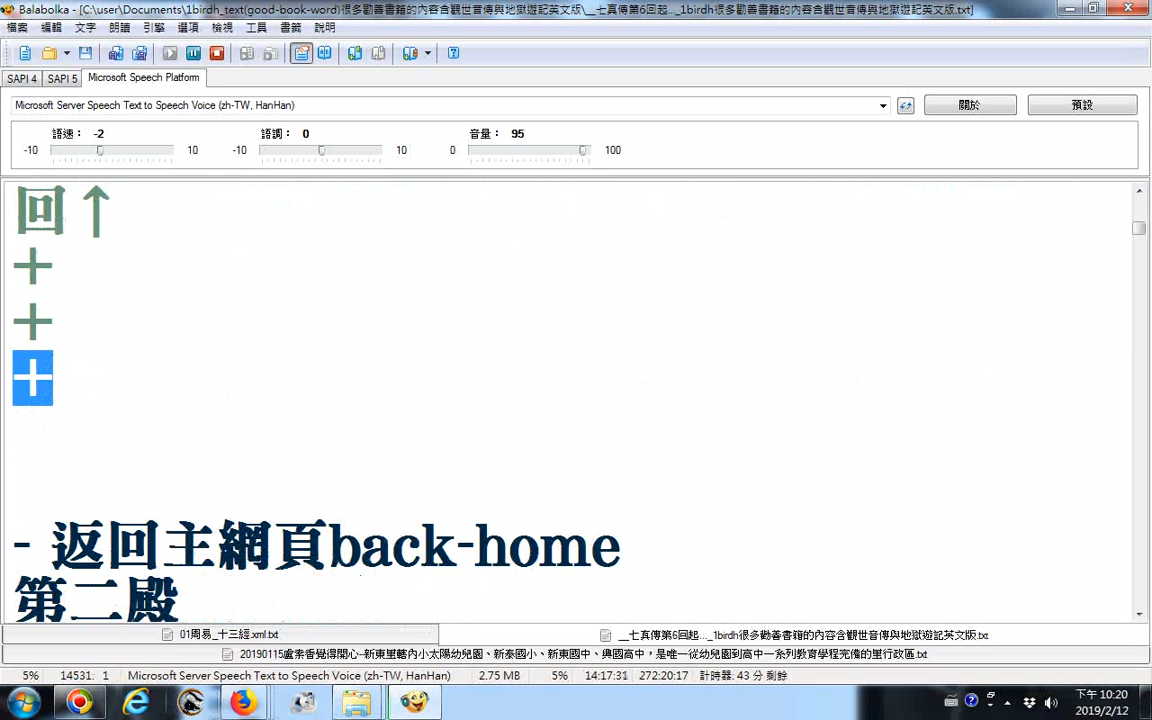 Balabolka - [C:\user\Documents\1birdh_text(good-book-word)很多勸善書籍的內容含觀世音傳與地獄遊記英文版\__七真傳第6回起..._1birdh很多勸善書籍的內容含觀世音傳與地獄遊記英文版.txt]
檔案 編輯 文字 朗讀 引擎 選項 檢視 工具 書籤 說明
SAPI 4 SAPI 5 Microsoft Speech Platform
Microsoft Server Speech Text to Speech Voice (zh-TW, HanHan) 關於 預設
語速： -2 語調： 0 音量： 95
-10 10 -10 10 0 100
回↑
＋
＋
＋
- 返回主網頁back-home
第二殿
01周易_十三經.xml.txt __七真傳第6回起..._1birdh很多勸善書籍的內容含觀世音傳與地獄遊記英文版.txt
20190115盧素香覺得開心--新東里轄內小太陽幼兒園、新泰國小、新東國中、興國高中，是唯一從幼兒園到高中一系列教育學程完備的里行政區.txt
5% 14531: 1 Microsoft Server Speech Text to Speech Voice (zh-TW, HanHan) 2.75 MB 5% 14:17:31 272:20:17 計時器: 43 分 剩餘
下午 10:20
2019/2/12